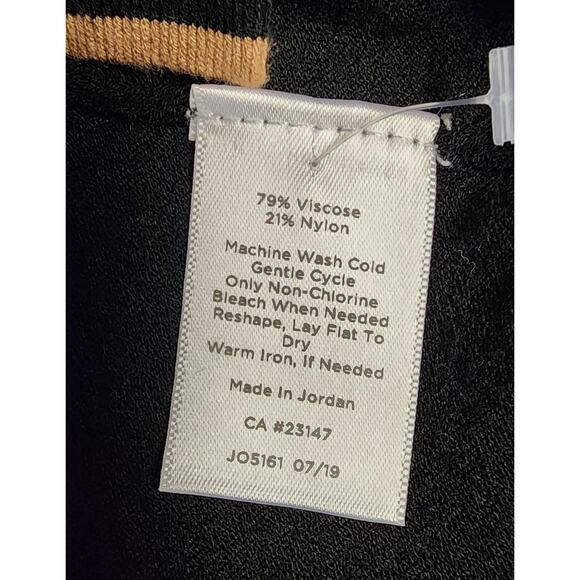 79% Viscose
21% Nylon
Machine Wash Cold
Gentle Cycle
Only Non-Chlorine
Bleach When Needed
Reshape, Lay Flat To
Dry
Warm Iron, If Needed
Made In Jordan
CA #23147
JO5161 07/19